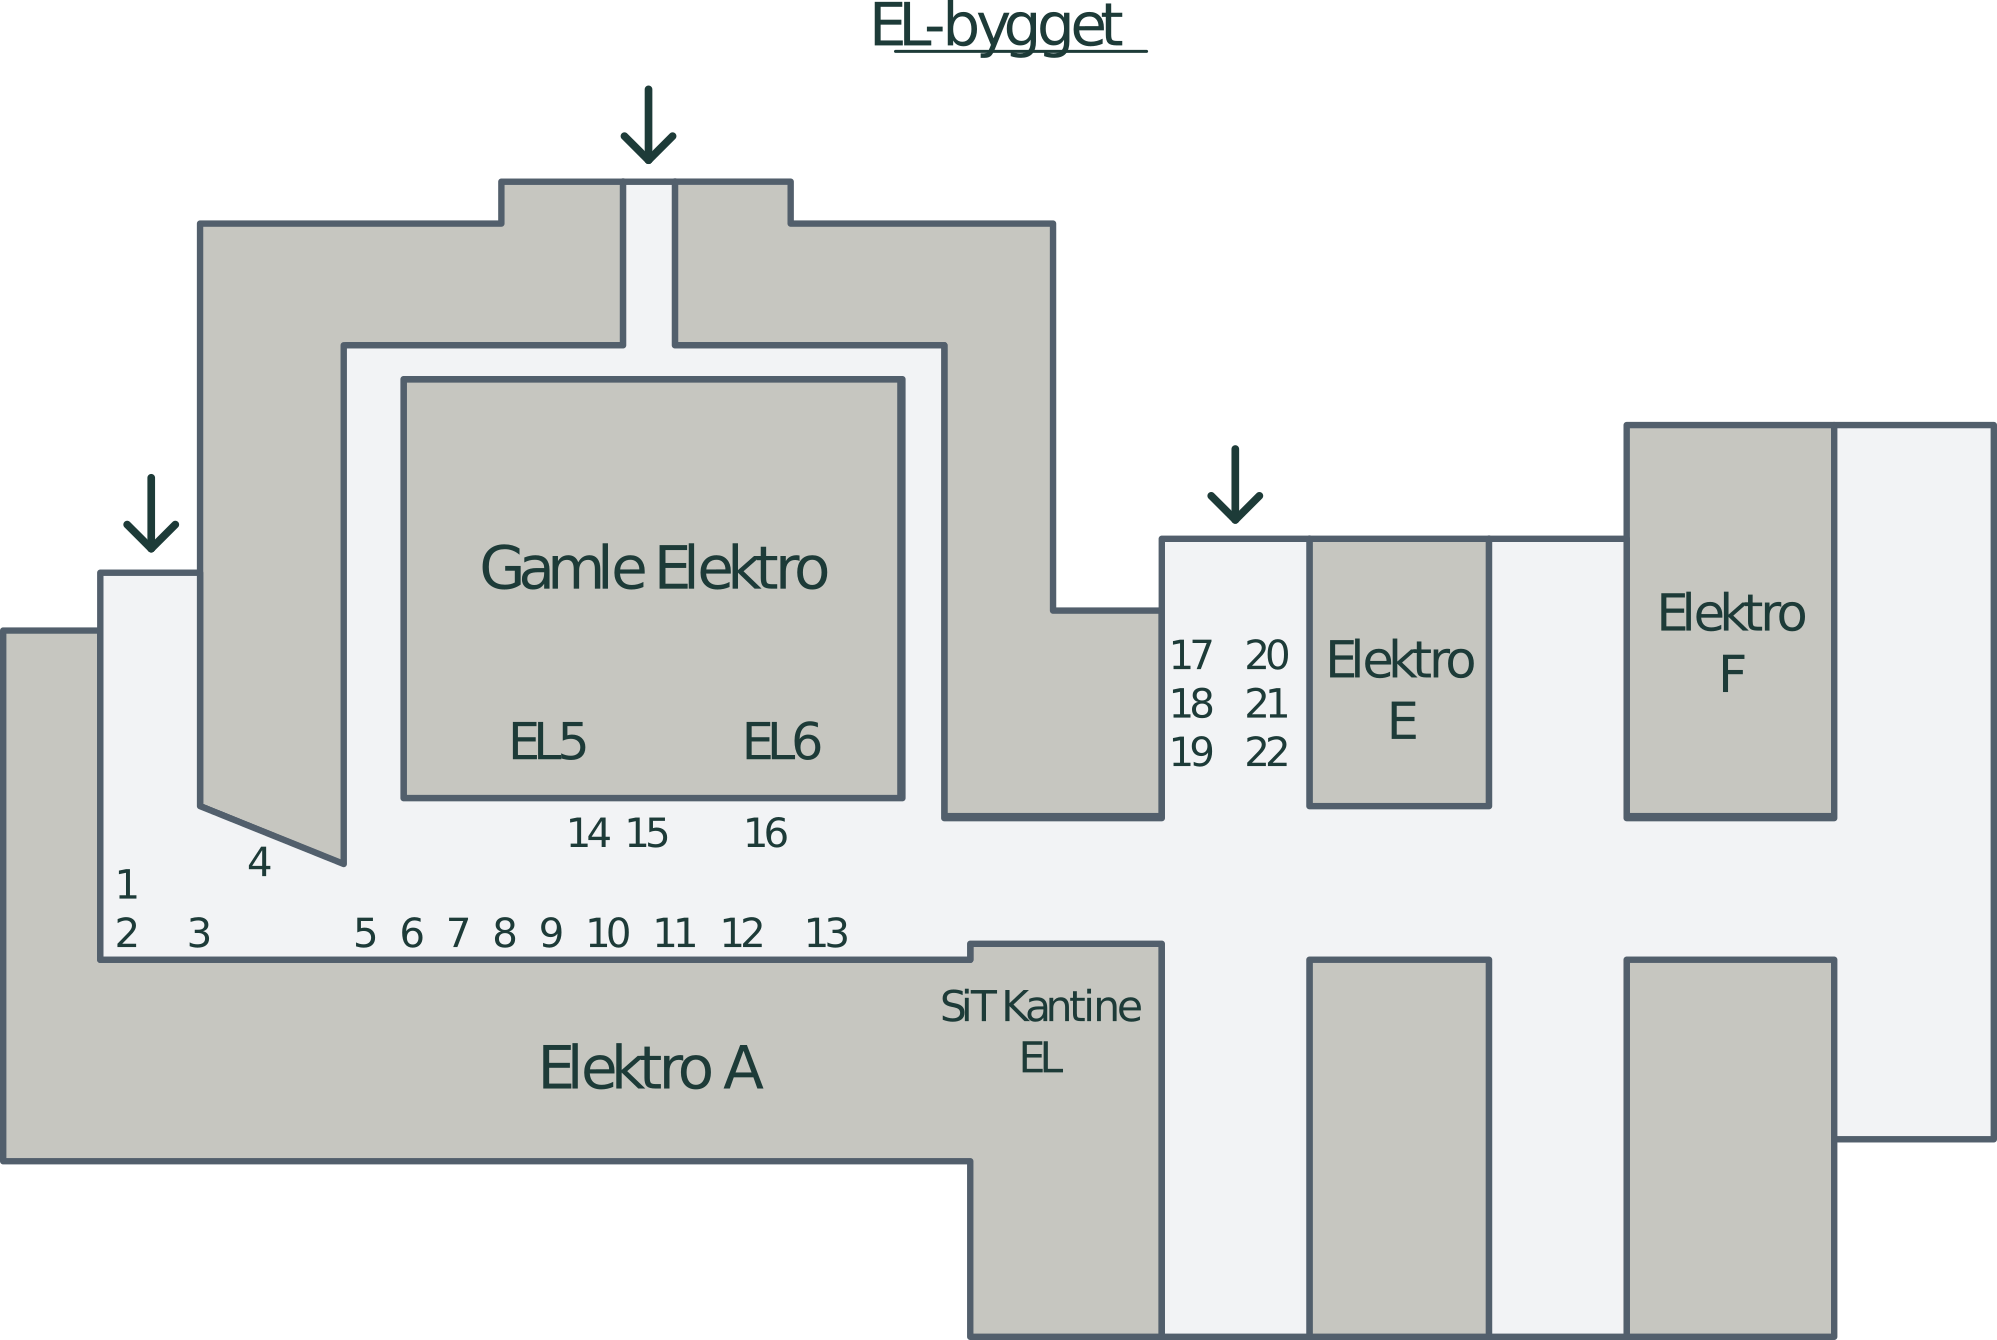 EL-bygget
Gamle Elektro
EL5 EL6
Elektro
E
Elektro
F
17 20
18 21
19 22
14 15 16
4
1
2 3 5 6 7 8 9 10 11 12 13
SiT Kantine
EL
Elektro A